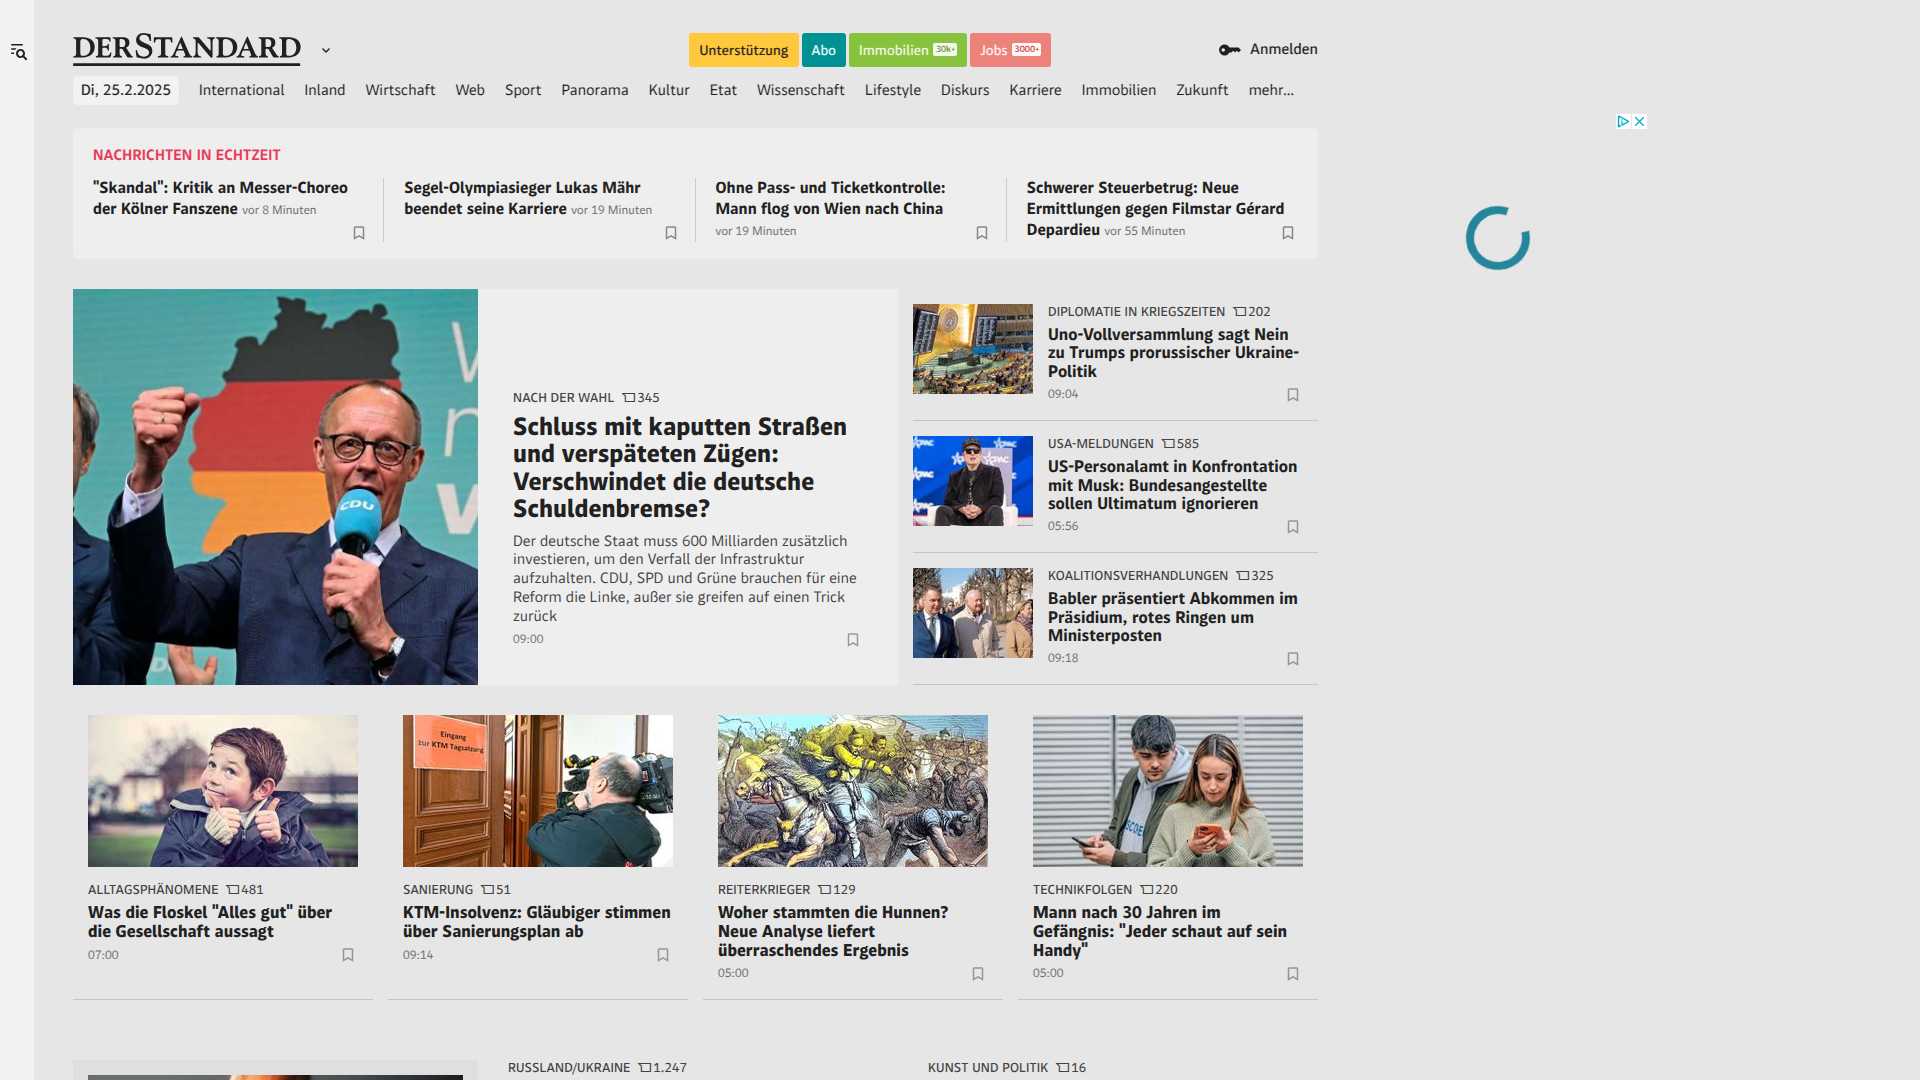 DERSTANDARD
Unterstützung
Abo
Immobilien 30k+
Jobs 3000+
Anmelden
Di, 25.2.2025
International
Inland
Wirtschaft
Web
Sport
Panorama
Kultur
Etat
Wissenschaft
Lifestyle
Diskurs
Karriere
Immobilien
Zukunft
mehr...
NACHRICHTEN IN ECHTZEIT
"Skandal": Kritik an Messer-Choreo
der Kölner Fanszene vor 8 Minuten
Segel-Olympiasieger Lukas Mähr
beendet seine Karriere vor 19 Minuten
Ohne Pass- und Ticketkontrolle:
Mann flog von Wien nach China
vor 19 Minuten
Schwerer Steuerbetrug: Neue
Ermittlungen gegen Filmstar Gérard
Depardieu vor 55 Minuten
CDU
NACH DER WAHL 345
Schluss mit kaputten Straßen
und verspäteten Zügen:
Verschwindet die deutsche
Schuldenbremse?
Der deutsche Staat muss 600 Milliarden zusätzlich
investieren, um den Verfall der Infrastruktur
aufzuhalten. CDU, SPD und Grüne brauchen für eine
Reform die Linke, außer sie greifen auf einen Trick
zurück
09:00
DIPLOMATIE IN KRIEGSZEITEN 202
Uno-Vollversammlung sagt Nein
zu Trumps prorussischer Ukraine-
Politik
09:04
USA-MELDUNGEN 585
US-Personalamt in Konfrontation
mit Musk: Bundesangestellte
sollen Ultimatum ignorieren
05:56
KOALITIONSVERHANDLUNGEN 325
Babler präsentiert Abkommen im
Präsidium, rotes Ringen um
Ministerposten
09:18
ALLTAGSPHÄNOMENE 481
Was die Floskel "Alles gut" über
die Gesellschaft aussagt
07:00
Eingang
zur KTM Tagsatzung
SANIERUNG 51
KTM-Insolvenz: Gläubiger stimmen
über Sanierungsplan ab
09:14
REITERKRIEGER 129
Woher stammten die Hunnen?
Neue Analyse liefert
überraschendes Ergebnis
05:00
TECHNIKFOLGEN 220
Mann nach 30 Jahren im
Gefängnis: "Jeder schaut auf sein
Handy"
05:00
RUSSLAND/UKRAINE 1.247
KUNST UND POLITIK 16